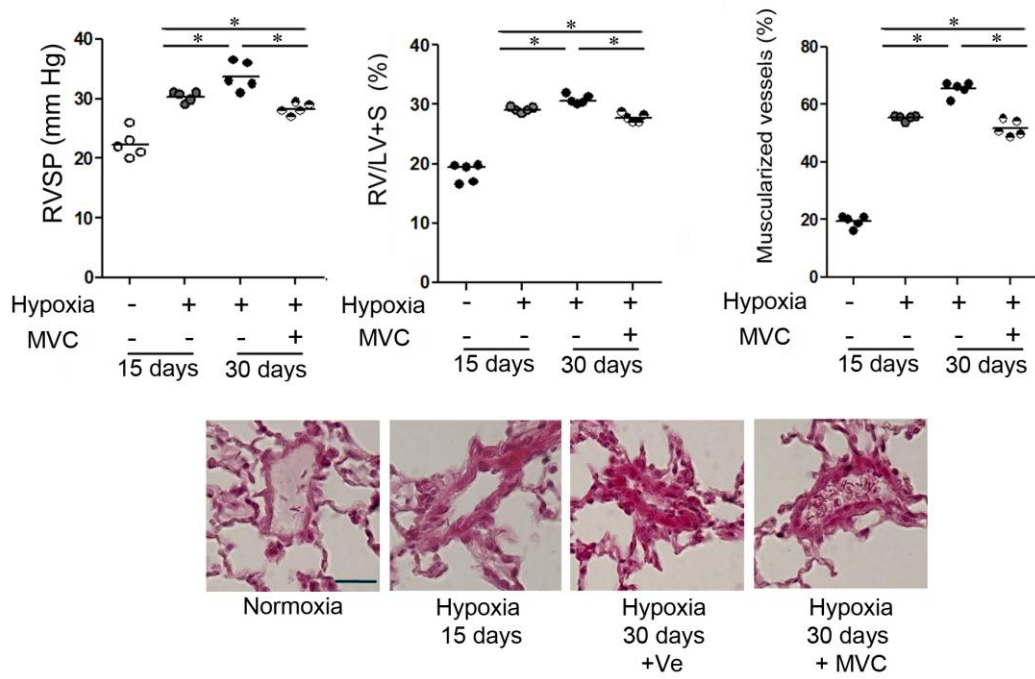 * * *
RVSP (mm Hg)
40
30
20
10
0
Hypoxia - + + +
MVC - - - +
15 days 30 days
* * *
RV/LV+S (%)
40
30
20
10
0
Hypoxia - + + +
MVC - - - +
15 days 30 days
* * *
Muscularized vessels (%)
80
60
40
20
0
Hypoxia - + + +
MVC - - - +
15 days 30 days
Normoxia
Hypoxia
15 days
Hypoxia
30 days
+Ve
Hypoxia
30 days
+ MVC